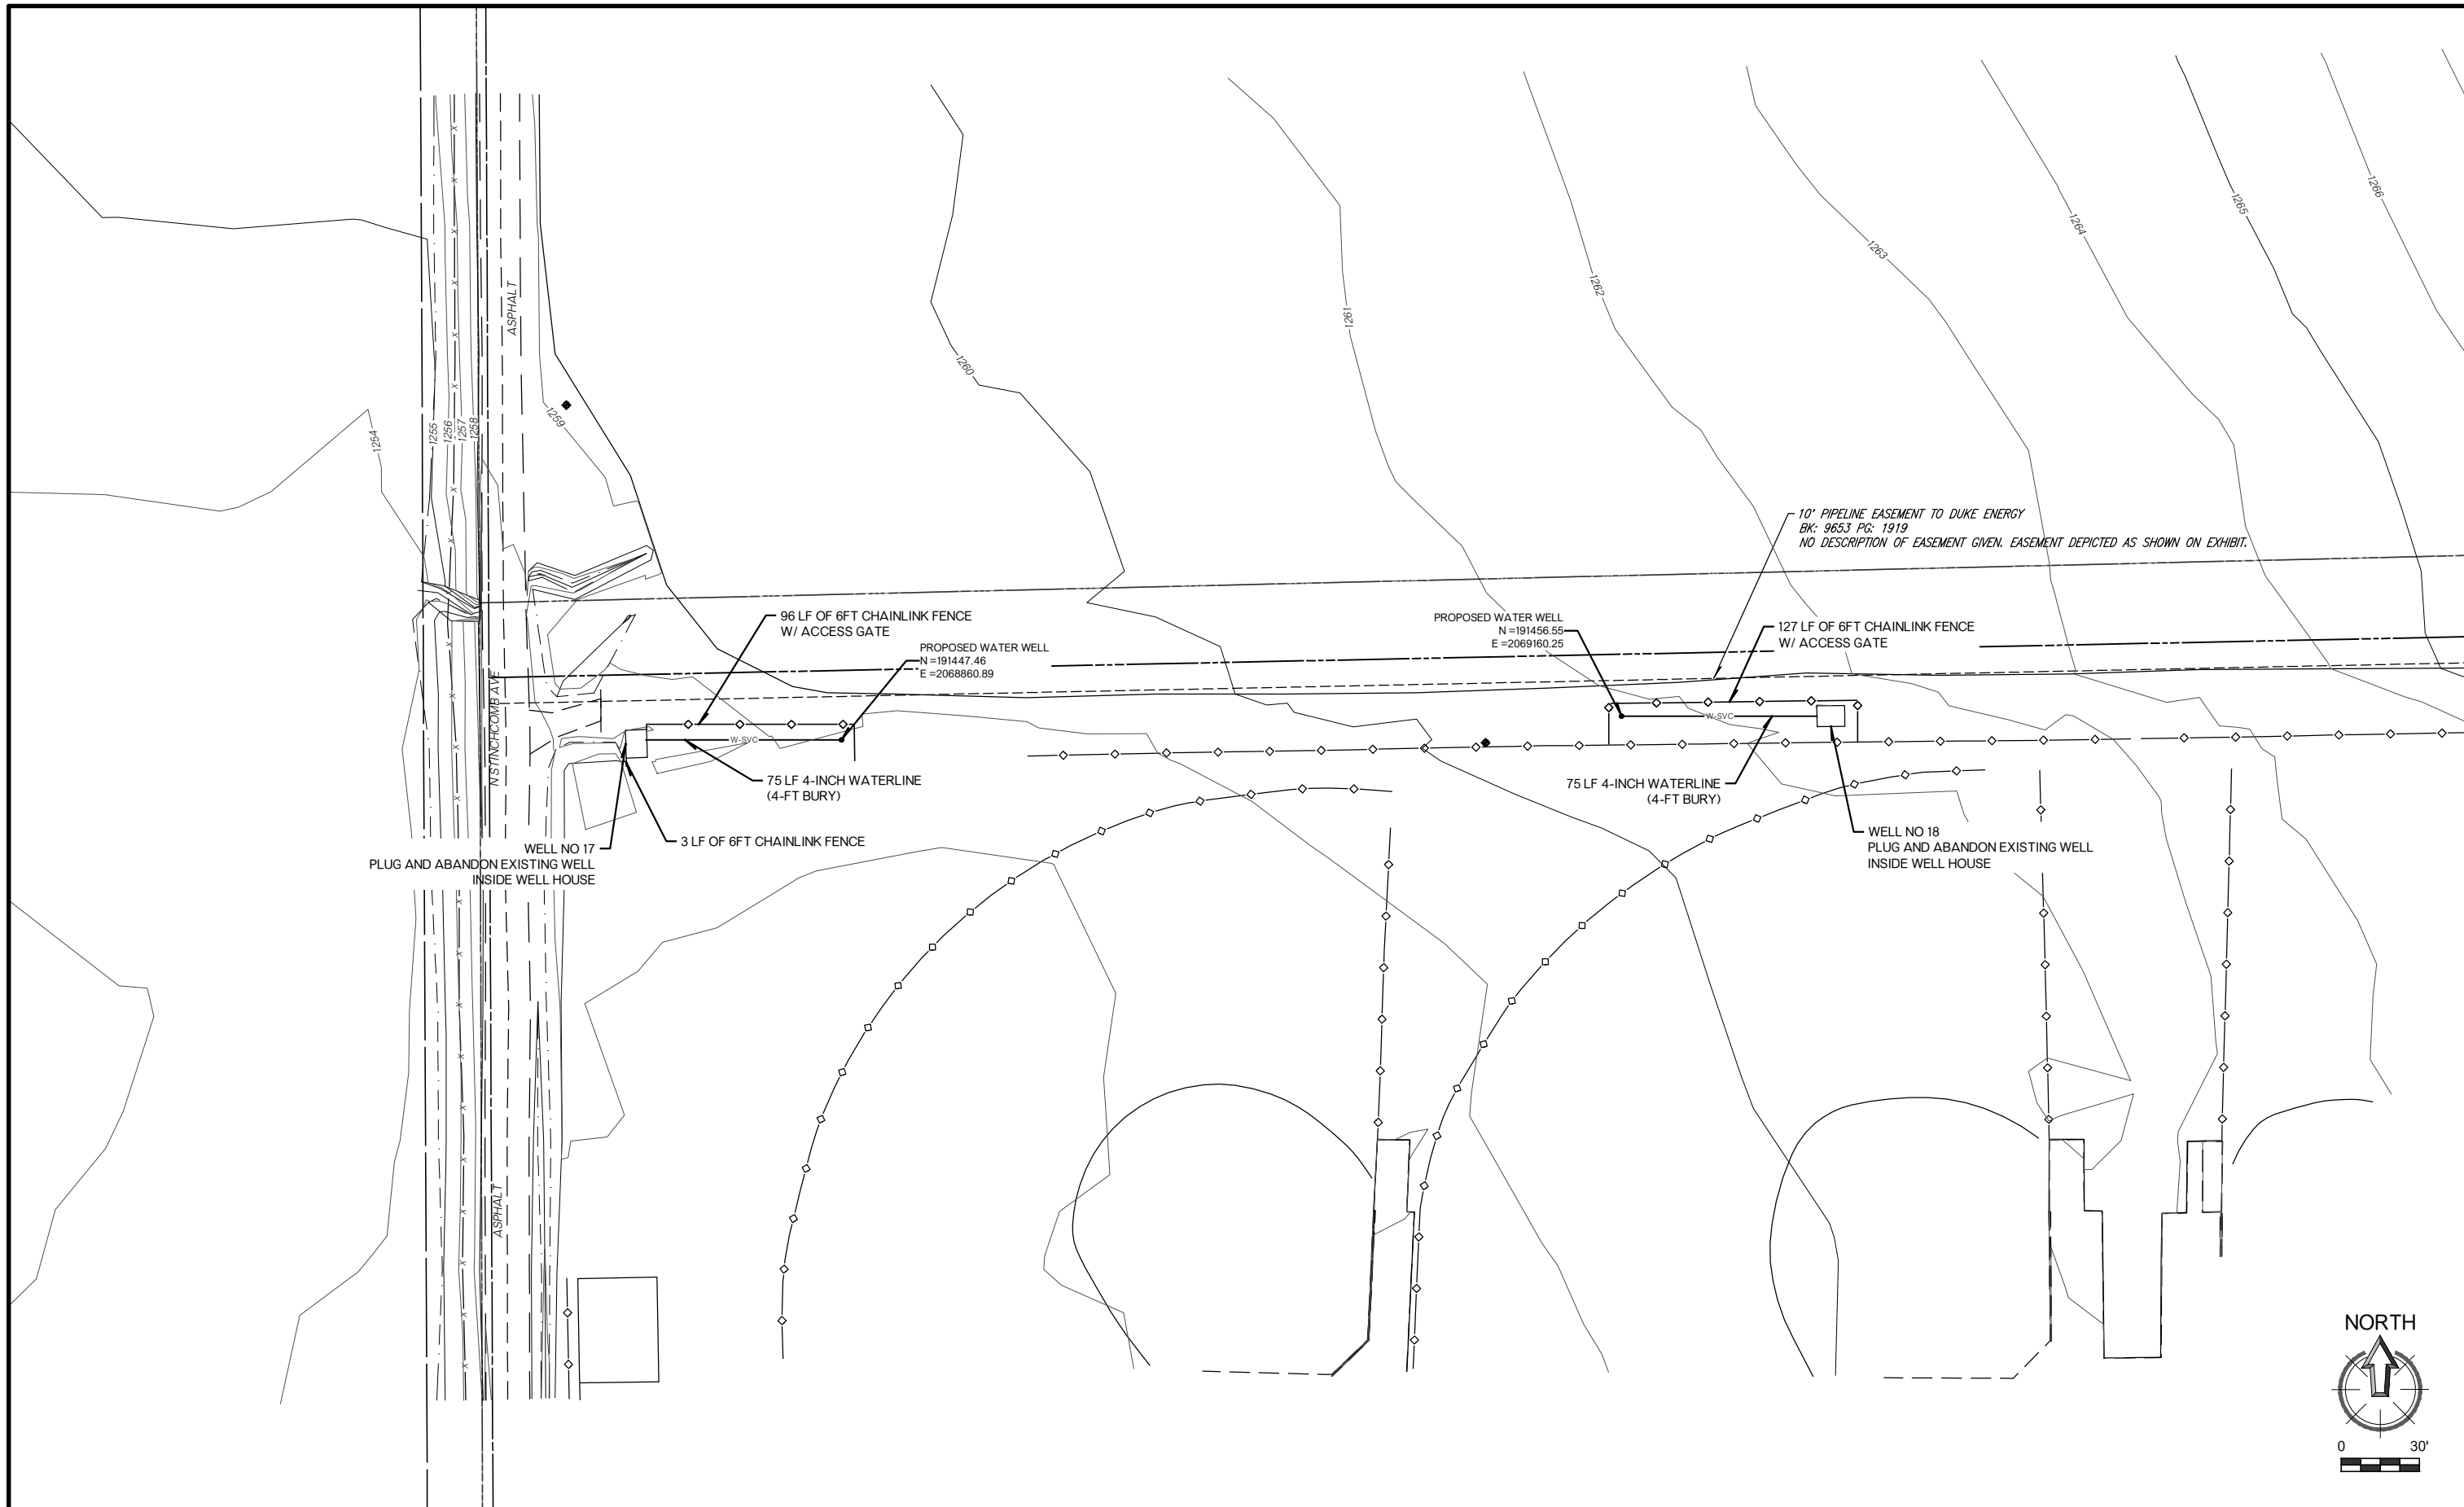 ASPHALT
1266
1265
1264
1263
1262
1261
1260
1259
1254
1255
1256
1257
1258
10' PIPELINE EASEMENT TO DUKE ENERGY
BK: 9653 PG: 1919
NO DESCRIPTION OF EASEMENT GIVEN. EASEMENT DEPICTED AS SHOWN ON EXHIBIT.
96 LF OF 6FT CHAINLINK FENCE
W/ ACCESS GATE
PROPOSED WATER WELL
N =191447.46
E =2068860.89
PROPOSED WATER WELL
N =191456.55
E =2069160.25
127 LF OF 6FT CHAINLINK FENCE
W/ ACCESS GATE
N STINCHCOMB AVE
W-SVC
W-SVC
75 LF 4-INCH WATERLINE
(4-FT BURY)
75 LF 4-INCH WATERLINE
(4-FT BURY)
3 LF OF 6FT CHAINLINK FENCE
WELL NO 17
PLUG AND ABANDON EXISTING WELL
INSIDE WELL HOUSE
WELL NO 18
PLUG AND ABANDON EXISTING WELL
INSIDE WELL HOUSE
ASPHALT
NORTH
0 30'